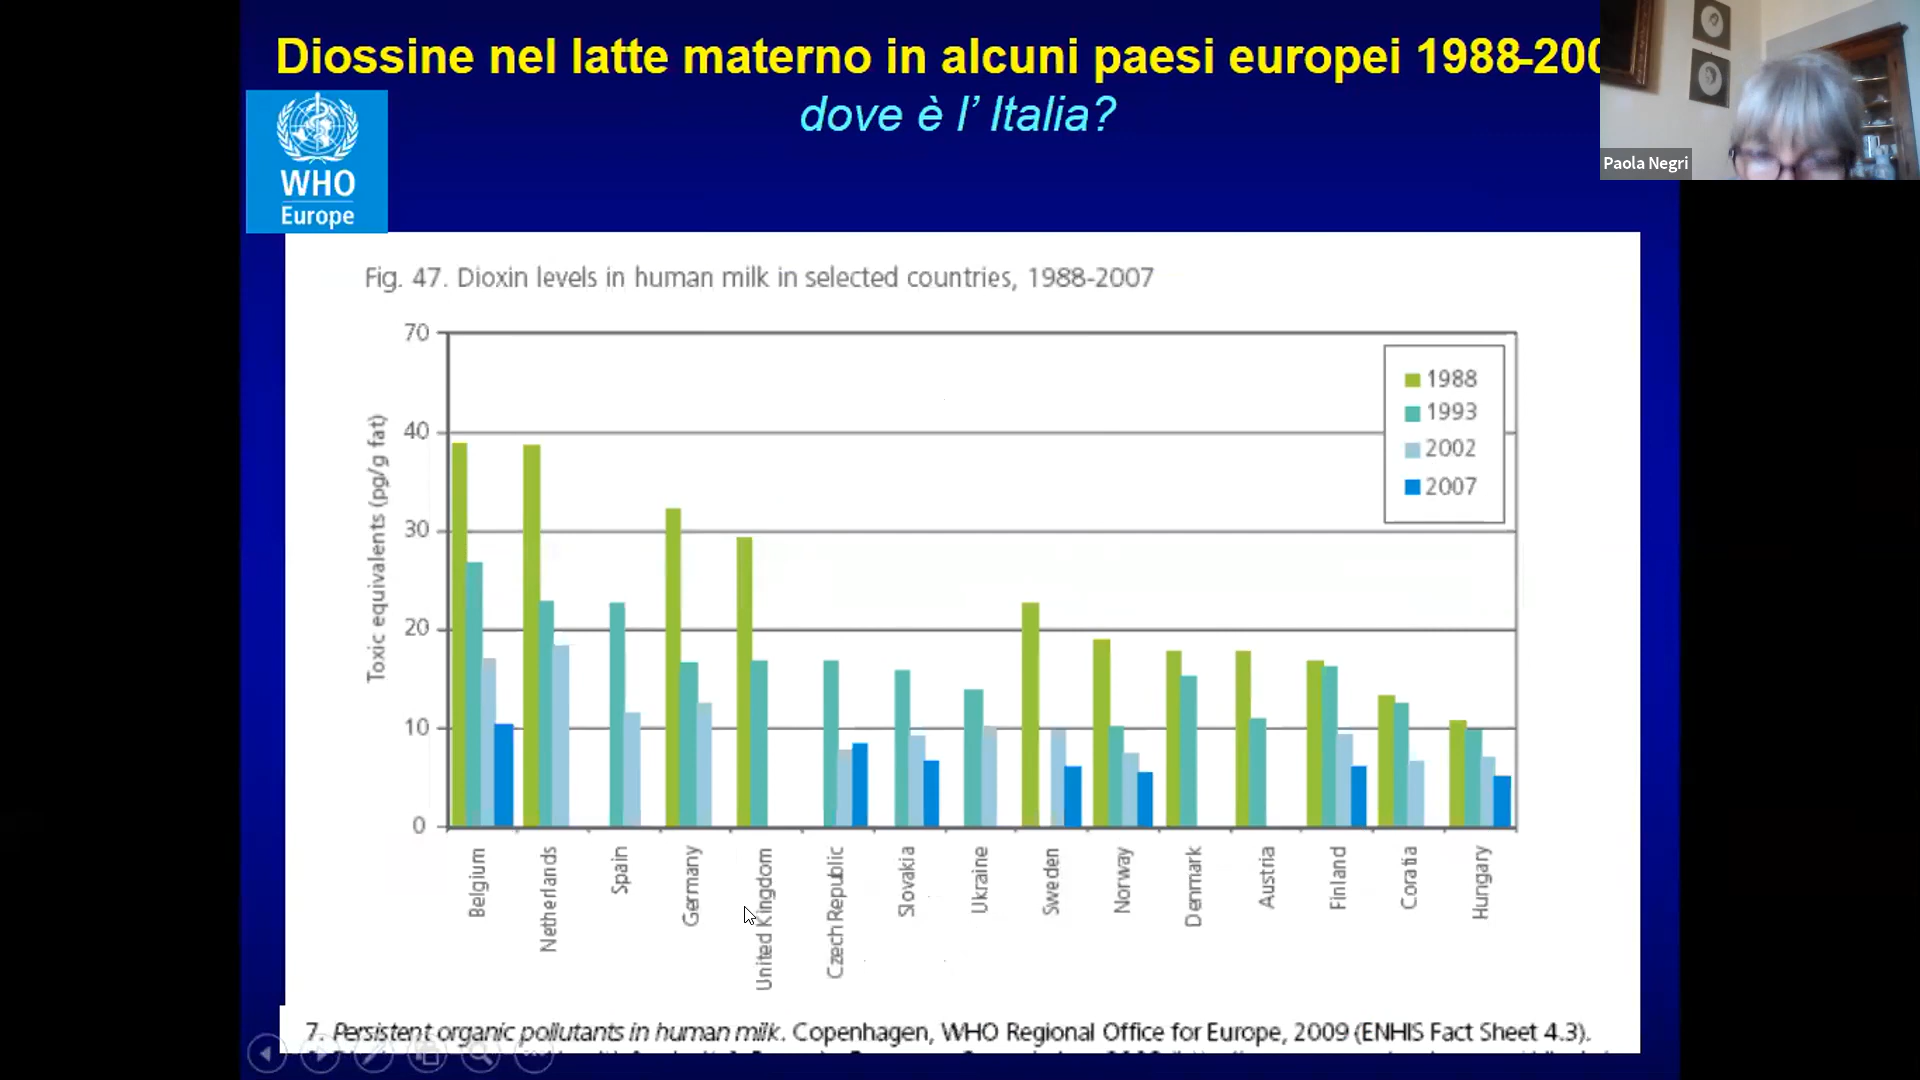 Diossine nel latte materno in alcuni paesi europei 1988-200
dove è l' Italia?
Paola Negri
WHO
Europe
Fig. 47. Dioxin levels in human milk in selected countries, 1988-2007
Toxic equivalents (pg/g fat)
70
40
30
20
10
0
1988
1993
2002
2007
Belgium
Netherlands
Spain
Germany
United Kingdom
Czech Republic
Slovakia
Ukraine
Sweden
Norway
Denmark
Austria
Finland
Coratia
Hungary
7. Persistent organic pollutants in human milk. Copenhagen, WHO Regional Office for Europe, 2009 (ENHIS Fact Sheet 4.3).